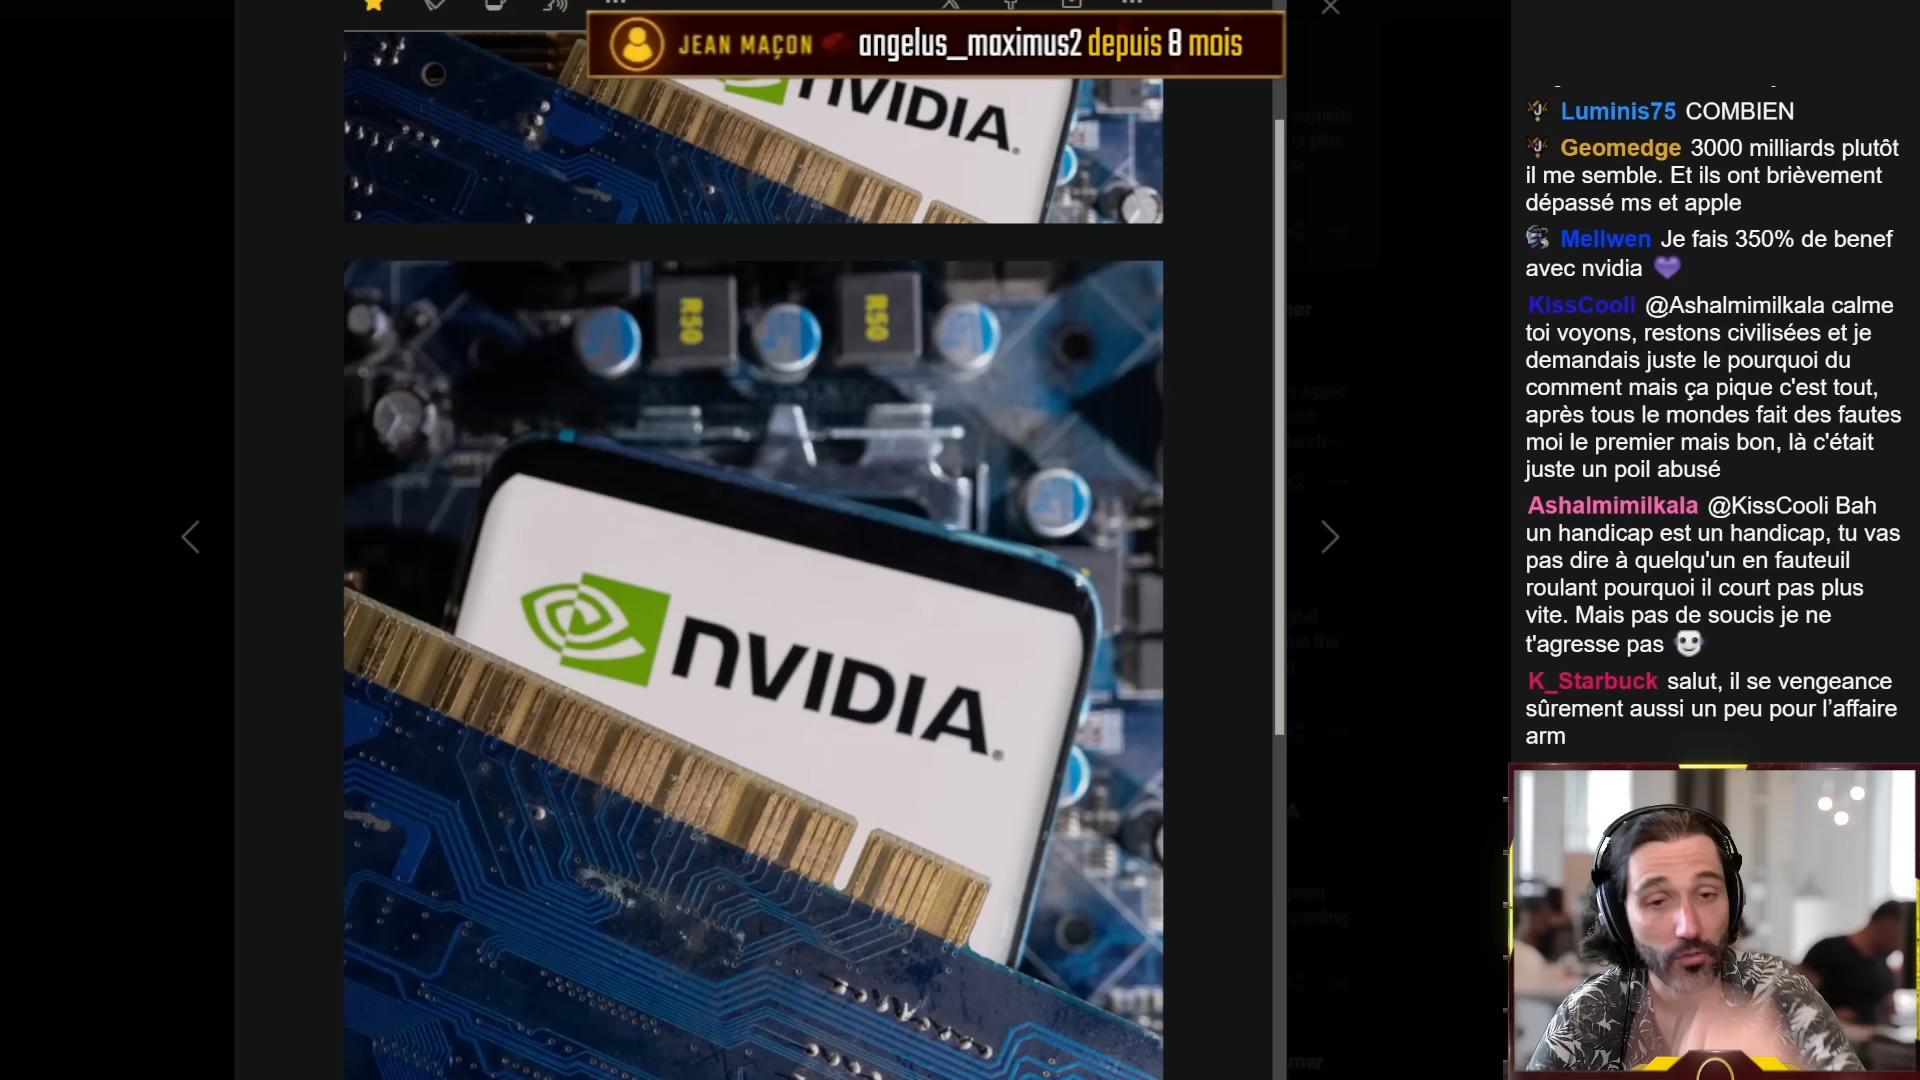 JEAN MAÇON angelus_maximus2 depuis 8 mois
NVIDIA.
R50 R50
NVIDIA.
Luminis75 COMBIEN
Geomedge 3000 milliards plutôt
il me semble. Et ils ont brièvement
dépassé ms et apple
Mellwen Je fais 350% de benef
avec nvidia
KissCooli @Ashalmimilkala calme
toi voyons, restons civilisées et je
demandais juste le pourquoi du
comment mais ça pique c'est tout,
après tous le mondes fait des fautes
moi le premier mais bon, là c'était
juste un poil abusé
Ashalmimilkala @KissCooli Bah
un handicap est un handicap, tu vas
pas dire à quelqu'un en fauteuil
roulant pourquoi il court pas plus
vite. Mais pas de soucis je ne
t'agresse pas
K_Starbuck salut, il se vengeance
sûrement aussi un peu pour l’affaire
arm